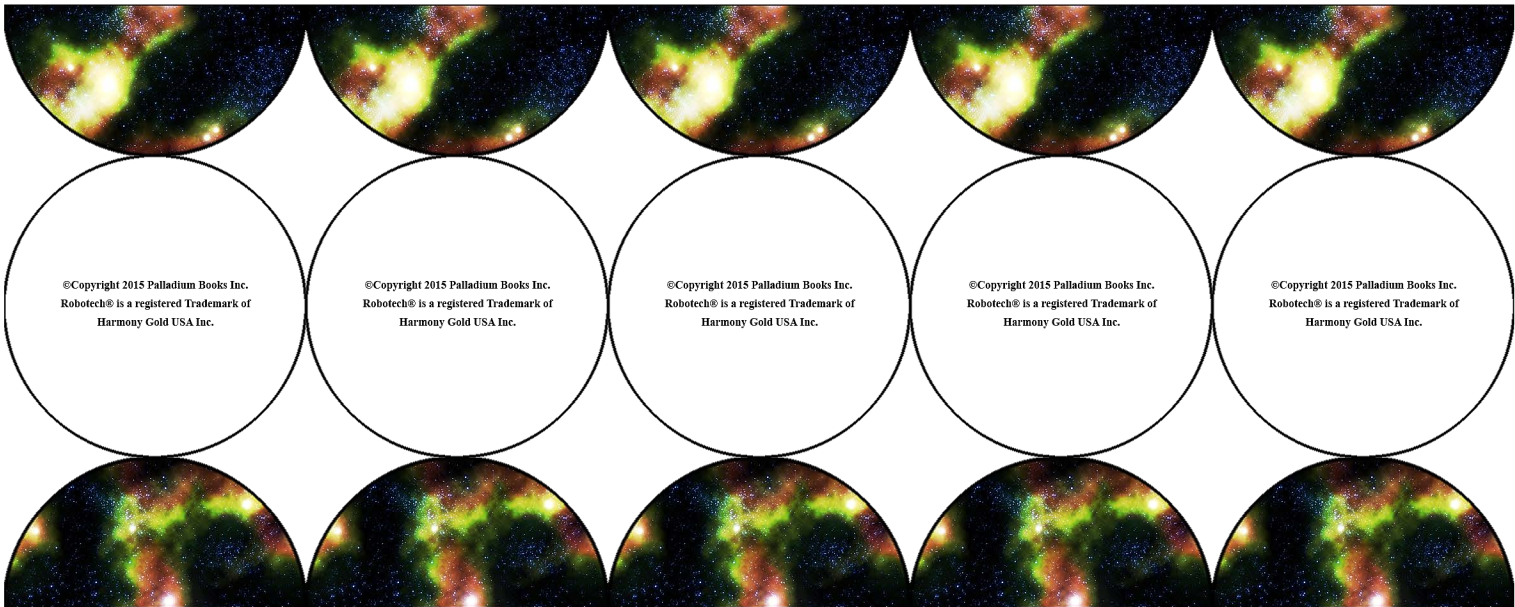 ©Copyright 2015 Palladium Books Inc.
Robotech® is a registered Trademark of
Harmony Gold USA Inc.
©Copyright 2015 Palladium Books Inc.
Robotech® is a registered Trademark of
Harmony Gold USA Inc.
©Copyright 2015 Palladium Books Inc.
Robotech® is a registered Trademark of
Harmony Gold USA Inc.
©Copyright 2015 Palladium Books Inc.
Robotech® is a registered Trademark of
Harmony Gold USA Inc.
©Copyright 2015 Palladium Books Inc.
Robotech® is a registered Trademark of
Harmony Gold USA Inc.